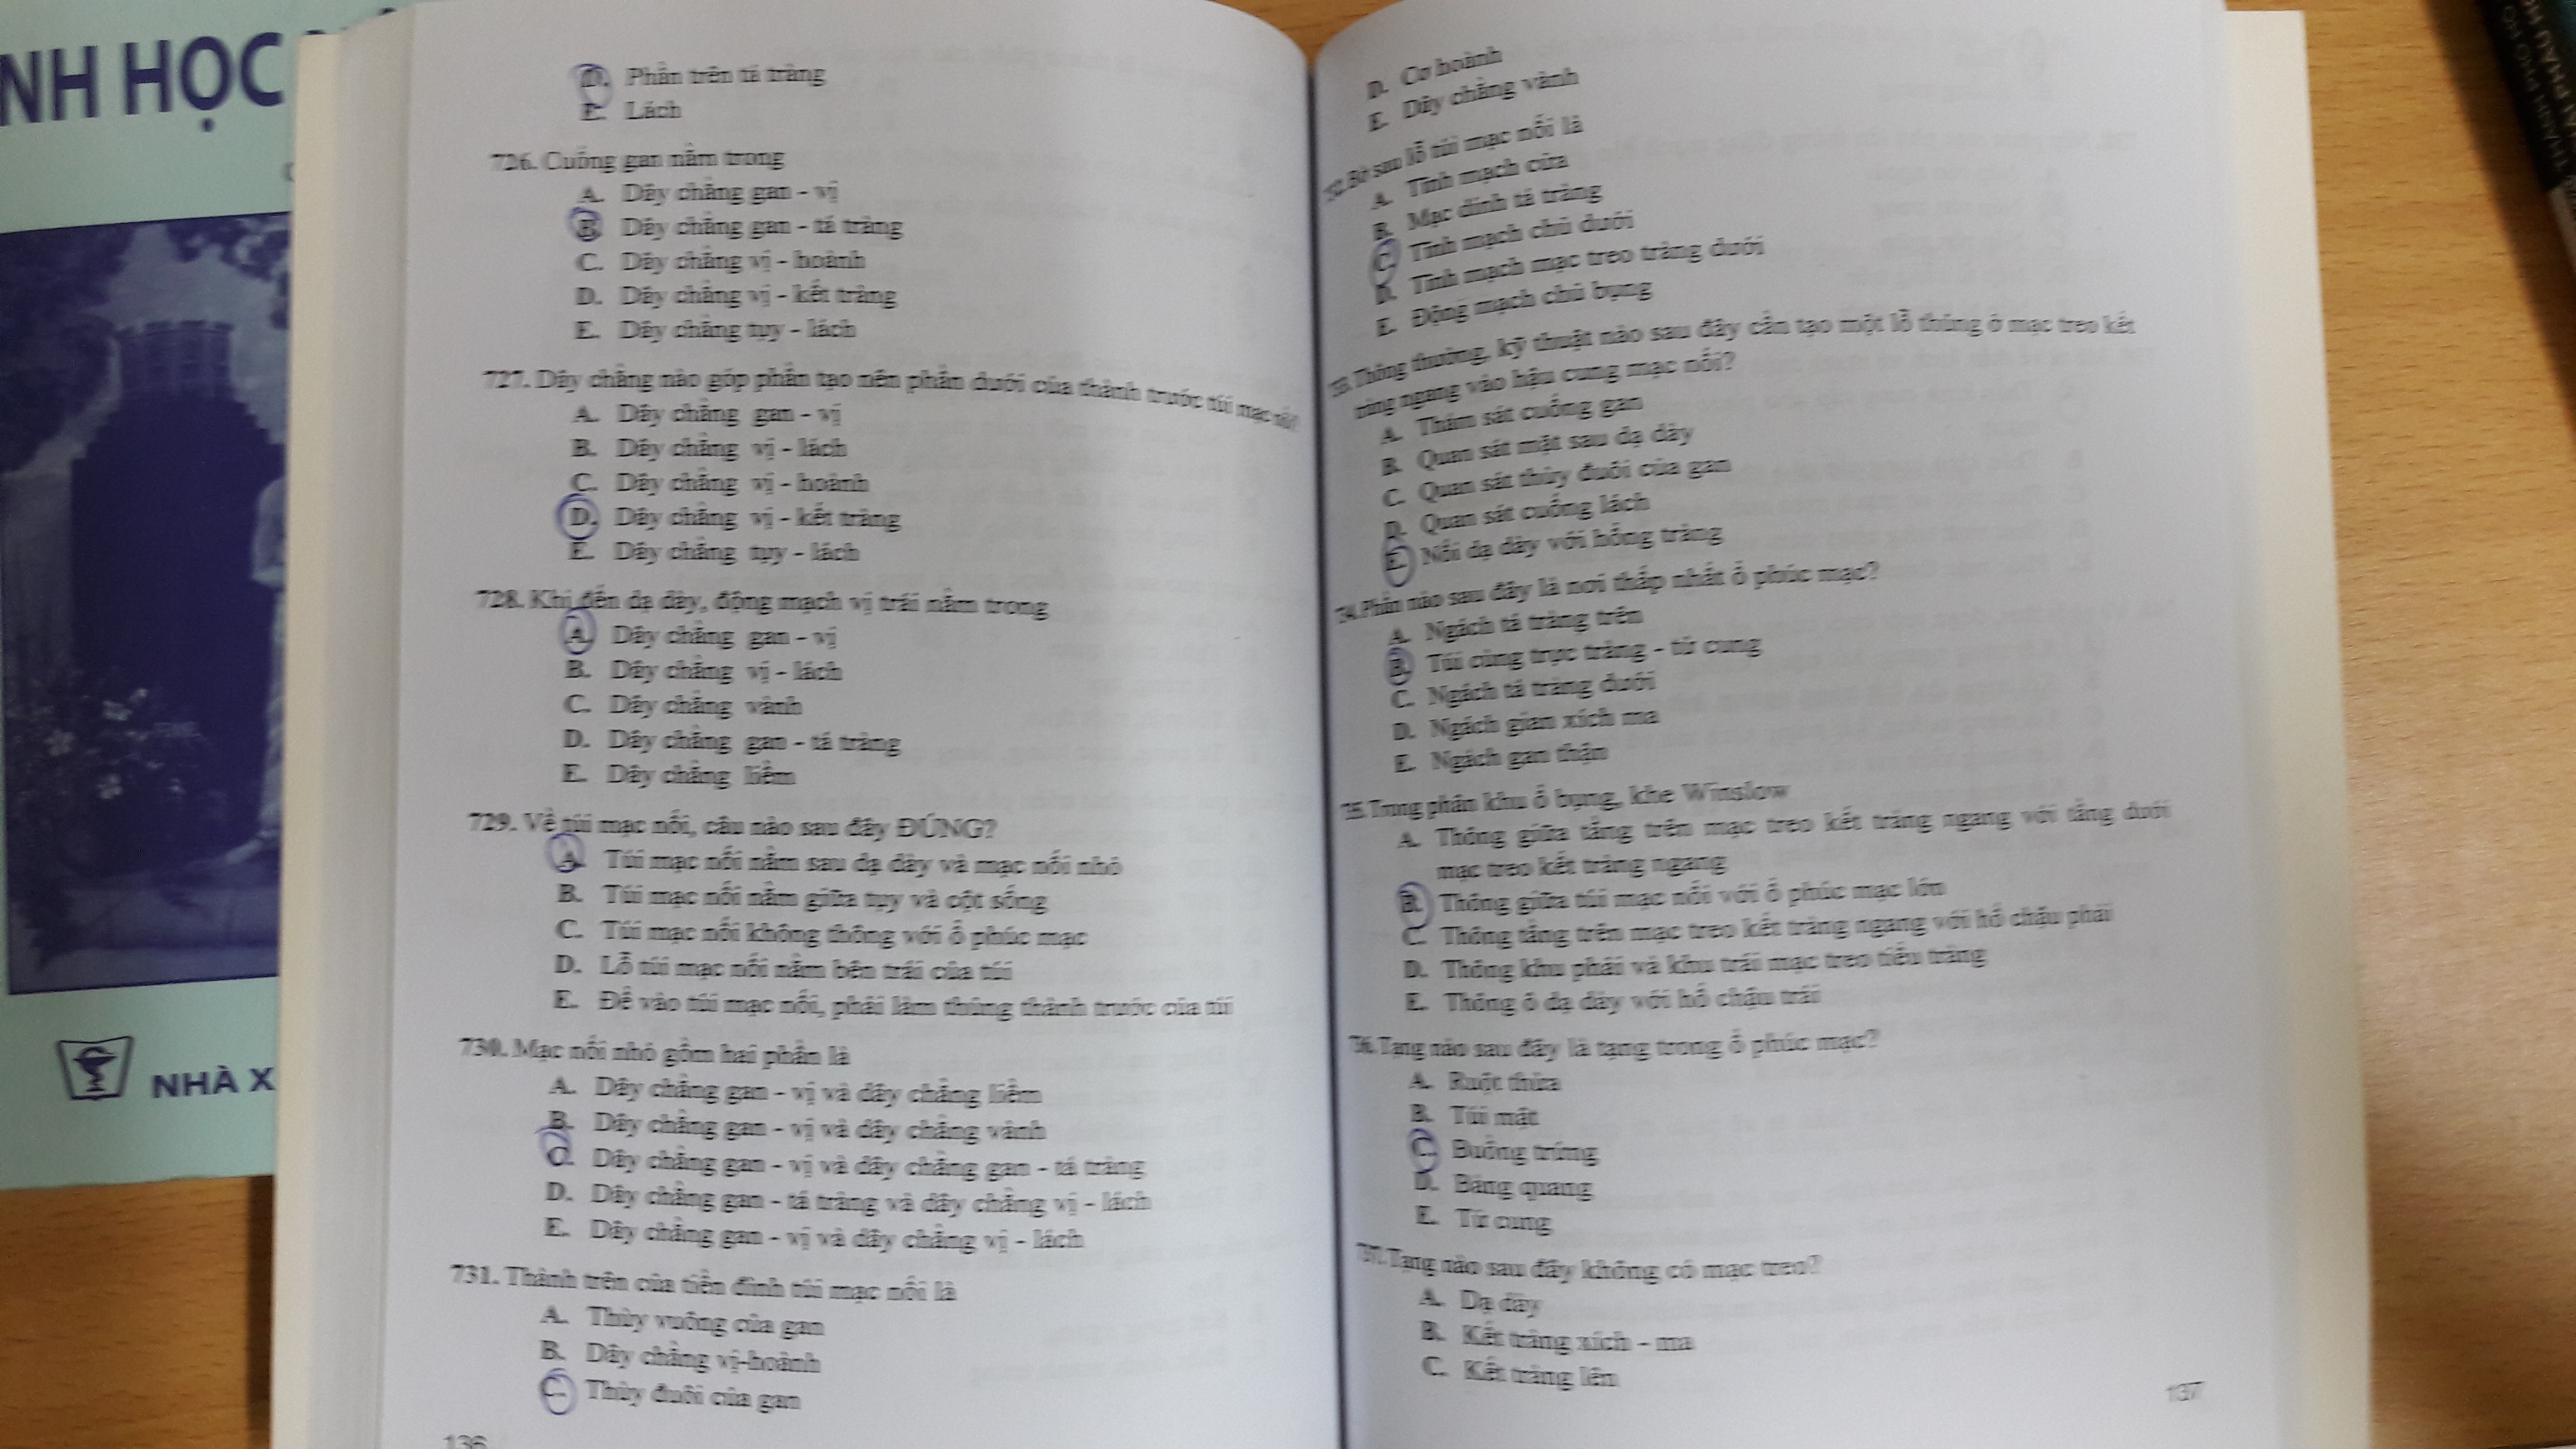 NH HỌC
NHÀ X
D. Phần trên tá tràng
E. Lách
726. Cuống gan nằm trong
A. Dây chằng gan - vị
B. Dây chằng gan - tá tràng
C. Dây chằng vị - hoành
D. Dây chằng vị - kết tràng
E. Dây chằng tụy - lách
727. Dây chằng nào góp phần tạo nên phần dưới của thành trước túi mạc nối?
A. Dây chằng gan - vị
B. Dây chằng vị - lách
C. Dây chằng vị - hoành
D. Dây chằng vị - kết tràng
E. Dây chằng tụy - lách
728. Khi đến dạ dày, động mạch vị trái nằm trong
A. Dây chằng gan - vị
B. Dây chằng vị - lách
C. Dây chằng vành
D. Dây chằng gan - tá tràng
E. Dây chằng liềm
729. Về túi mạc nối, câu nào sau đây ĐÚNG?
A. Túi mạc nối nằm sau dạ dày và mạc nối nhỏ
B. Túi mạc nối nằm giữa tụy và cột sống
C. Túi mạc nối không thông với ổ phúc mạc
D. Lỗ túi mạc nối nằm bên trái của túi
E. Để vào túi mạc nối, phải làm thủng thành trước của túi
730. Mạc nối nhỏ gồm hai phần là
A. Dây chằng gan - vị và dây chằng liềm
B. Dây chằng gan - vị và dây chằng vành
C. Dây chằng gan - vị và dây chằng gan - tá tràng
D. Dây chằng gan - tá tràng và dây chằng vị - lách
E. Dây chằng gan - vị và dây chằng vị - lách
731. Thành trên của tiền đình túi mạc nối là
A. Thùy vuông của gan
B. Dây chằng vị-hoành
C. Thùy đuôi của gan
136
D. Cơ hoành
E. Dây chằng vành
32. Bờ sau lỗ túi mạc nối là
A. Tĩnh mạch cửa
B. Mạc dính tá tràng
C. Tĩnh mạch chủ dưới
D. Tĩnh mạch mạc treo tràng dưới
E. Động mạch chủ bụng
33. Thông thường, kỹ thuật nào sau đây cần tạo một lỗ thủng ở mạc treo kết
tràng ngang vào hậu cung mạc nối?
A. Thám sát cuống gan
B. Quan sát mặt sau dạ dày
C. Quan sát thùy đuôi của gan
D. Quan sát cuống lách
E. Nối dạ dày với hỗng tràng
34. Phần nào sau đây là nơi thấp nhất ổ phúc mạc?
A. Ngách tá tràng trên
B. Túi cùng trực tràng - tử cung
C. Ngách tá tràng dưới
D. Ngách gian xích ma
E. Ngách gan thận
35. Trong phân khu ổ bụng, khe Winslow
A. Thông giữa tầng trên mạc treo kết tràng ngang với tầng dưới
mạc treo kết tràng ngang
B. Thông giữa túi mạc nối với ổ phúc mạc lớn
C. Thông tầng trên mạc treo kết tràng ngang với hố chậu phải
D. Thông khu phải và khu trái mạc treo tiểu tràng
E. Thông ô dạ dày với hố chậu trái
36. Tạng nào sau đây là tạng trong ổ phúc mạc?
A. Ruột thừa
B. Túi mật
C. Buồng trứng
D. Bàng quang
E. Tử cung
37. Tạng nào sau đây không có mạc treo?
A. Dạ dày
B. Kết tràng xích - ma
C. Kết tràng lên
137